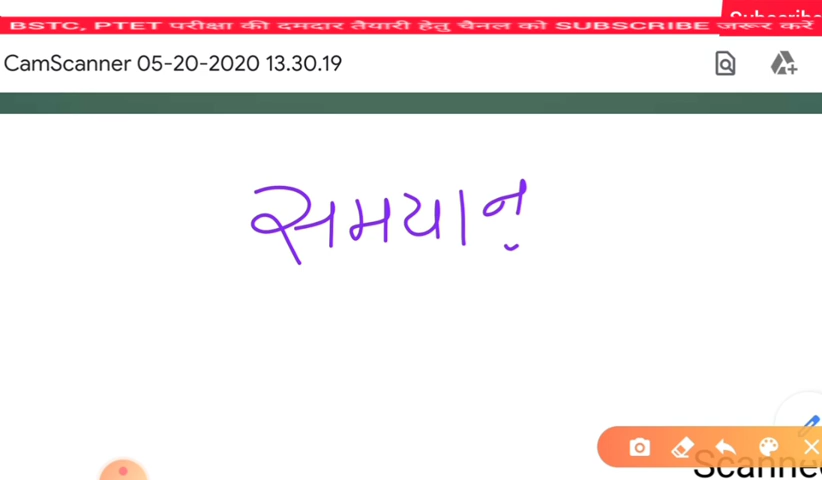 BSTC, PTET परीक्षा की दमदार तैयारी हेतु चैनल को SUBSCRIBE जरूर करें
CamScanner 05-20-2020 13.30.19
समयानु